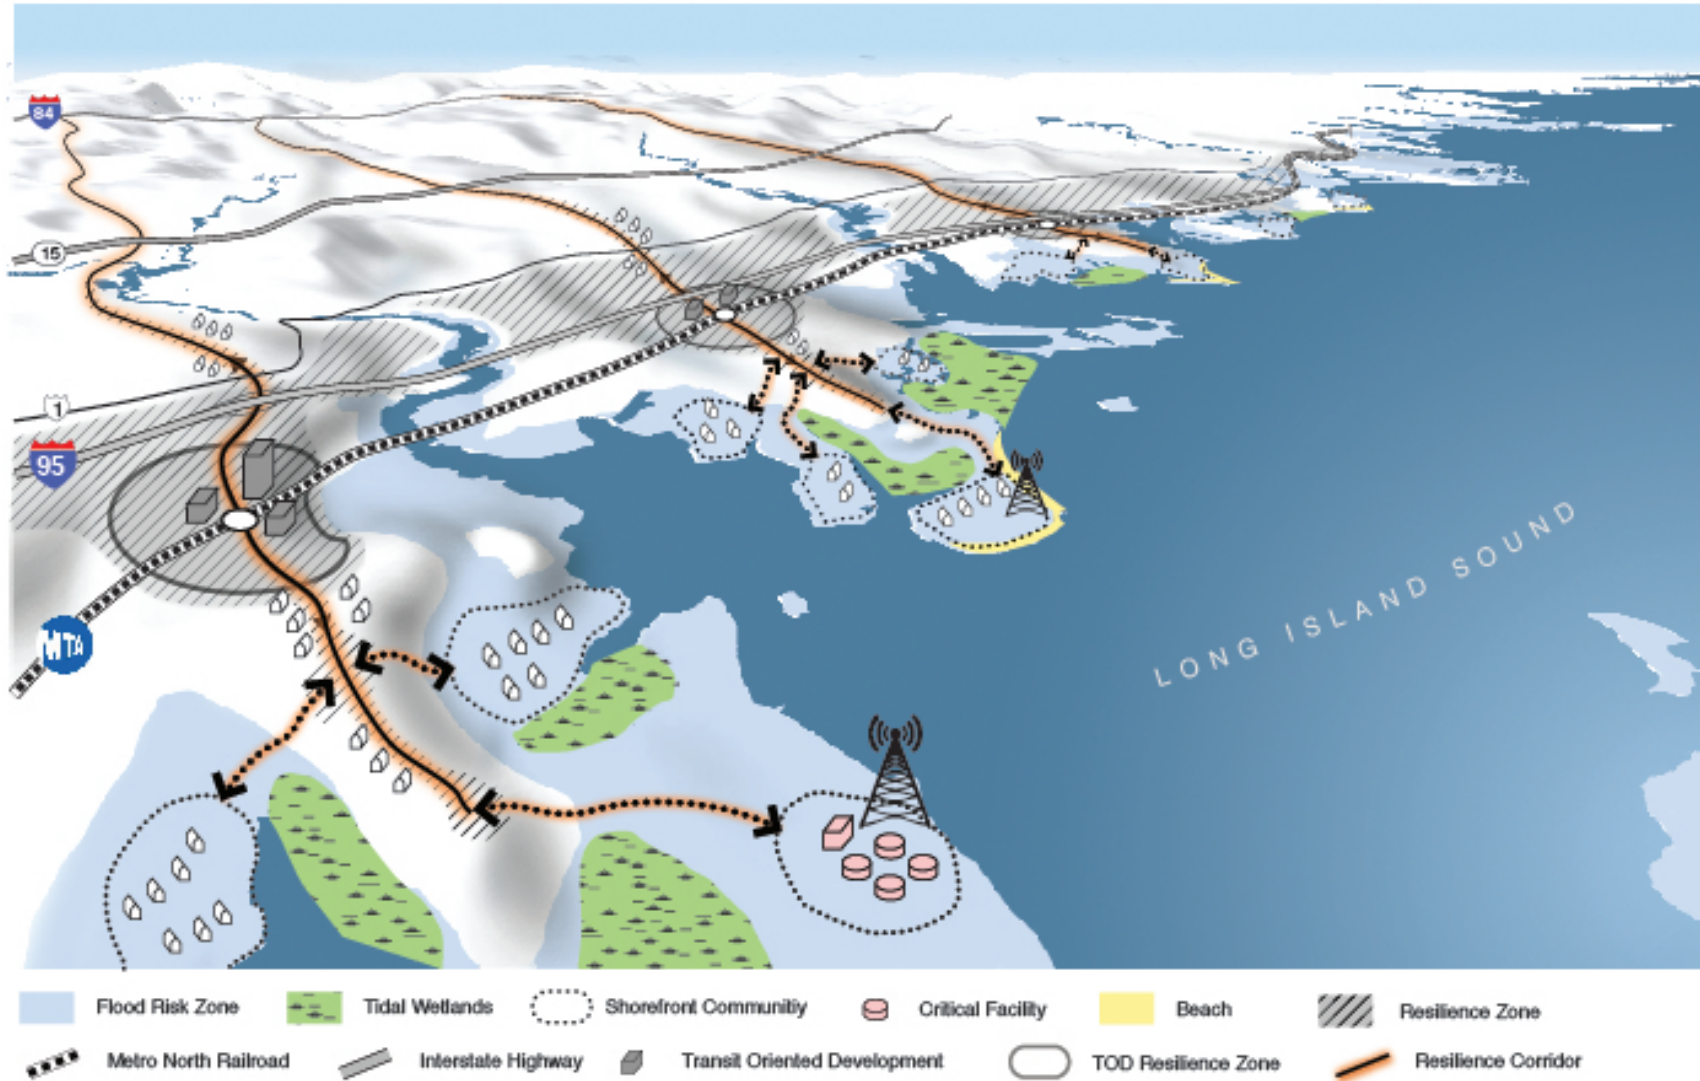 84
15
1
95
MTA
LONG ISLAND SOUND
Flood Risk Zone
Tidal Wetlands
Shorefront Communitiy
Critical Facility
Beach
Resilience Zone
Metro North Railroad
Interstate Highway
Transit Oriented Development
TOD Resilience Zone
Resilience Corridor